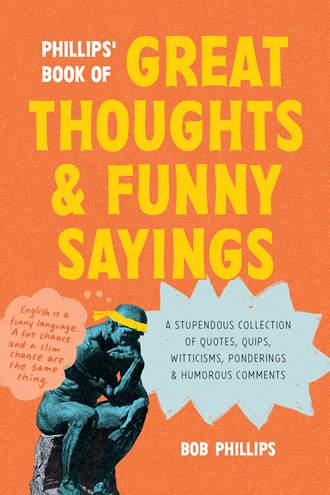 PHILLIPS'
BOOK OF
GREAT
THOUGHTS
& FUNNY
SAYINGS
English is a
funny language.
A fat chance
and a slim
chance are
the same
thing.
A STUPENDOUS COLLECTION
OF QUOTES, QUIPS,
WITTICISMS, PONDERINGS
& HUMOROUS COMMENTS
BOB PHILLIPS